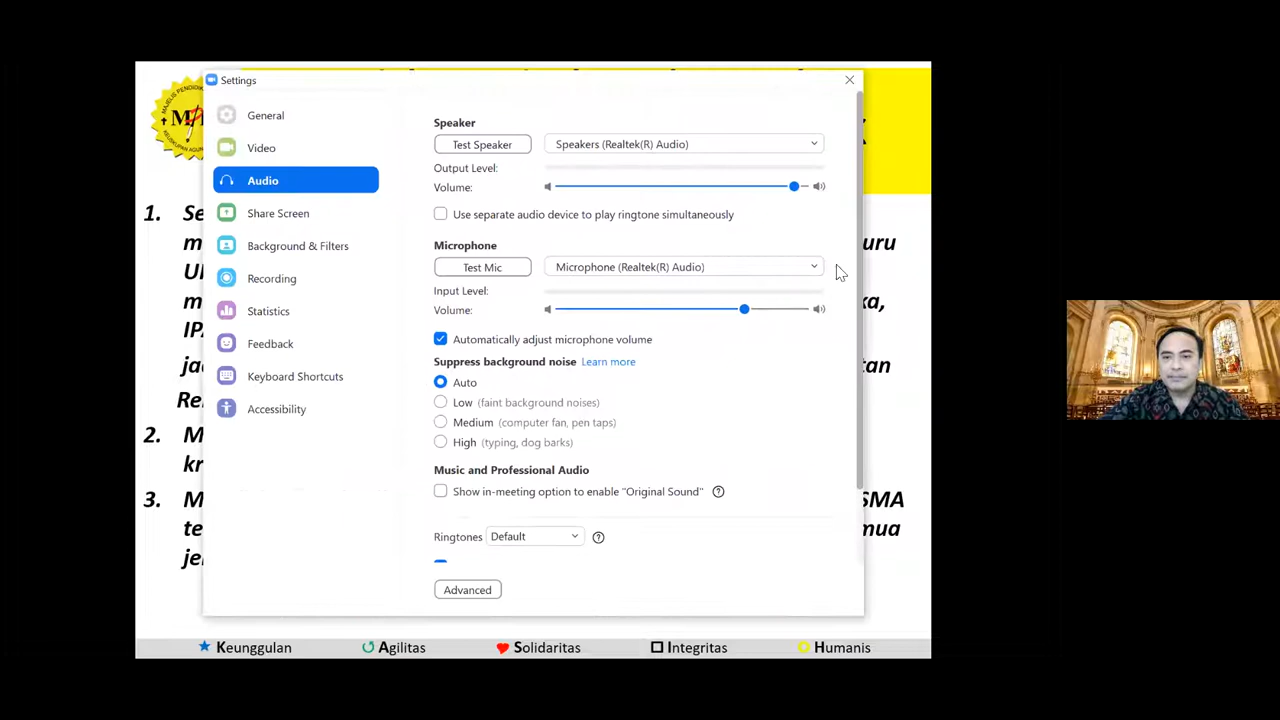 Settings
General
Video
Audio
Share Screen
Background & Filters
Recording
Statistics
Feedback
Keyboard Shortcuts
Accessibility
Speaker
Test Speaker
Speakers (Realtek(R) Audio)
Output Level:
Volume:
Use separate audio device to play ringtone simultaneously
Microphone
Test Mic
Microphone (Realtek(R) Audio)
Input Level:
Volume:
Automatically adjust microphone volume
Suppress background noise Learn more
Auto
Low (faint background noises)
Medium (computer fan, pen taps)
High (typing, dog barks)
Music and Professional Audio
Show in-meeting option to enable "Original Sound"
Ringtones Default
Advanced
1.
2.
3.
SMA
Keunggulan Agilitas Solidaritas Integritas Humanis